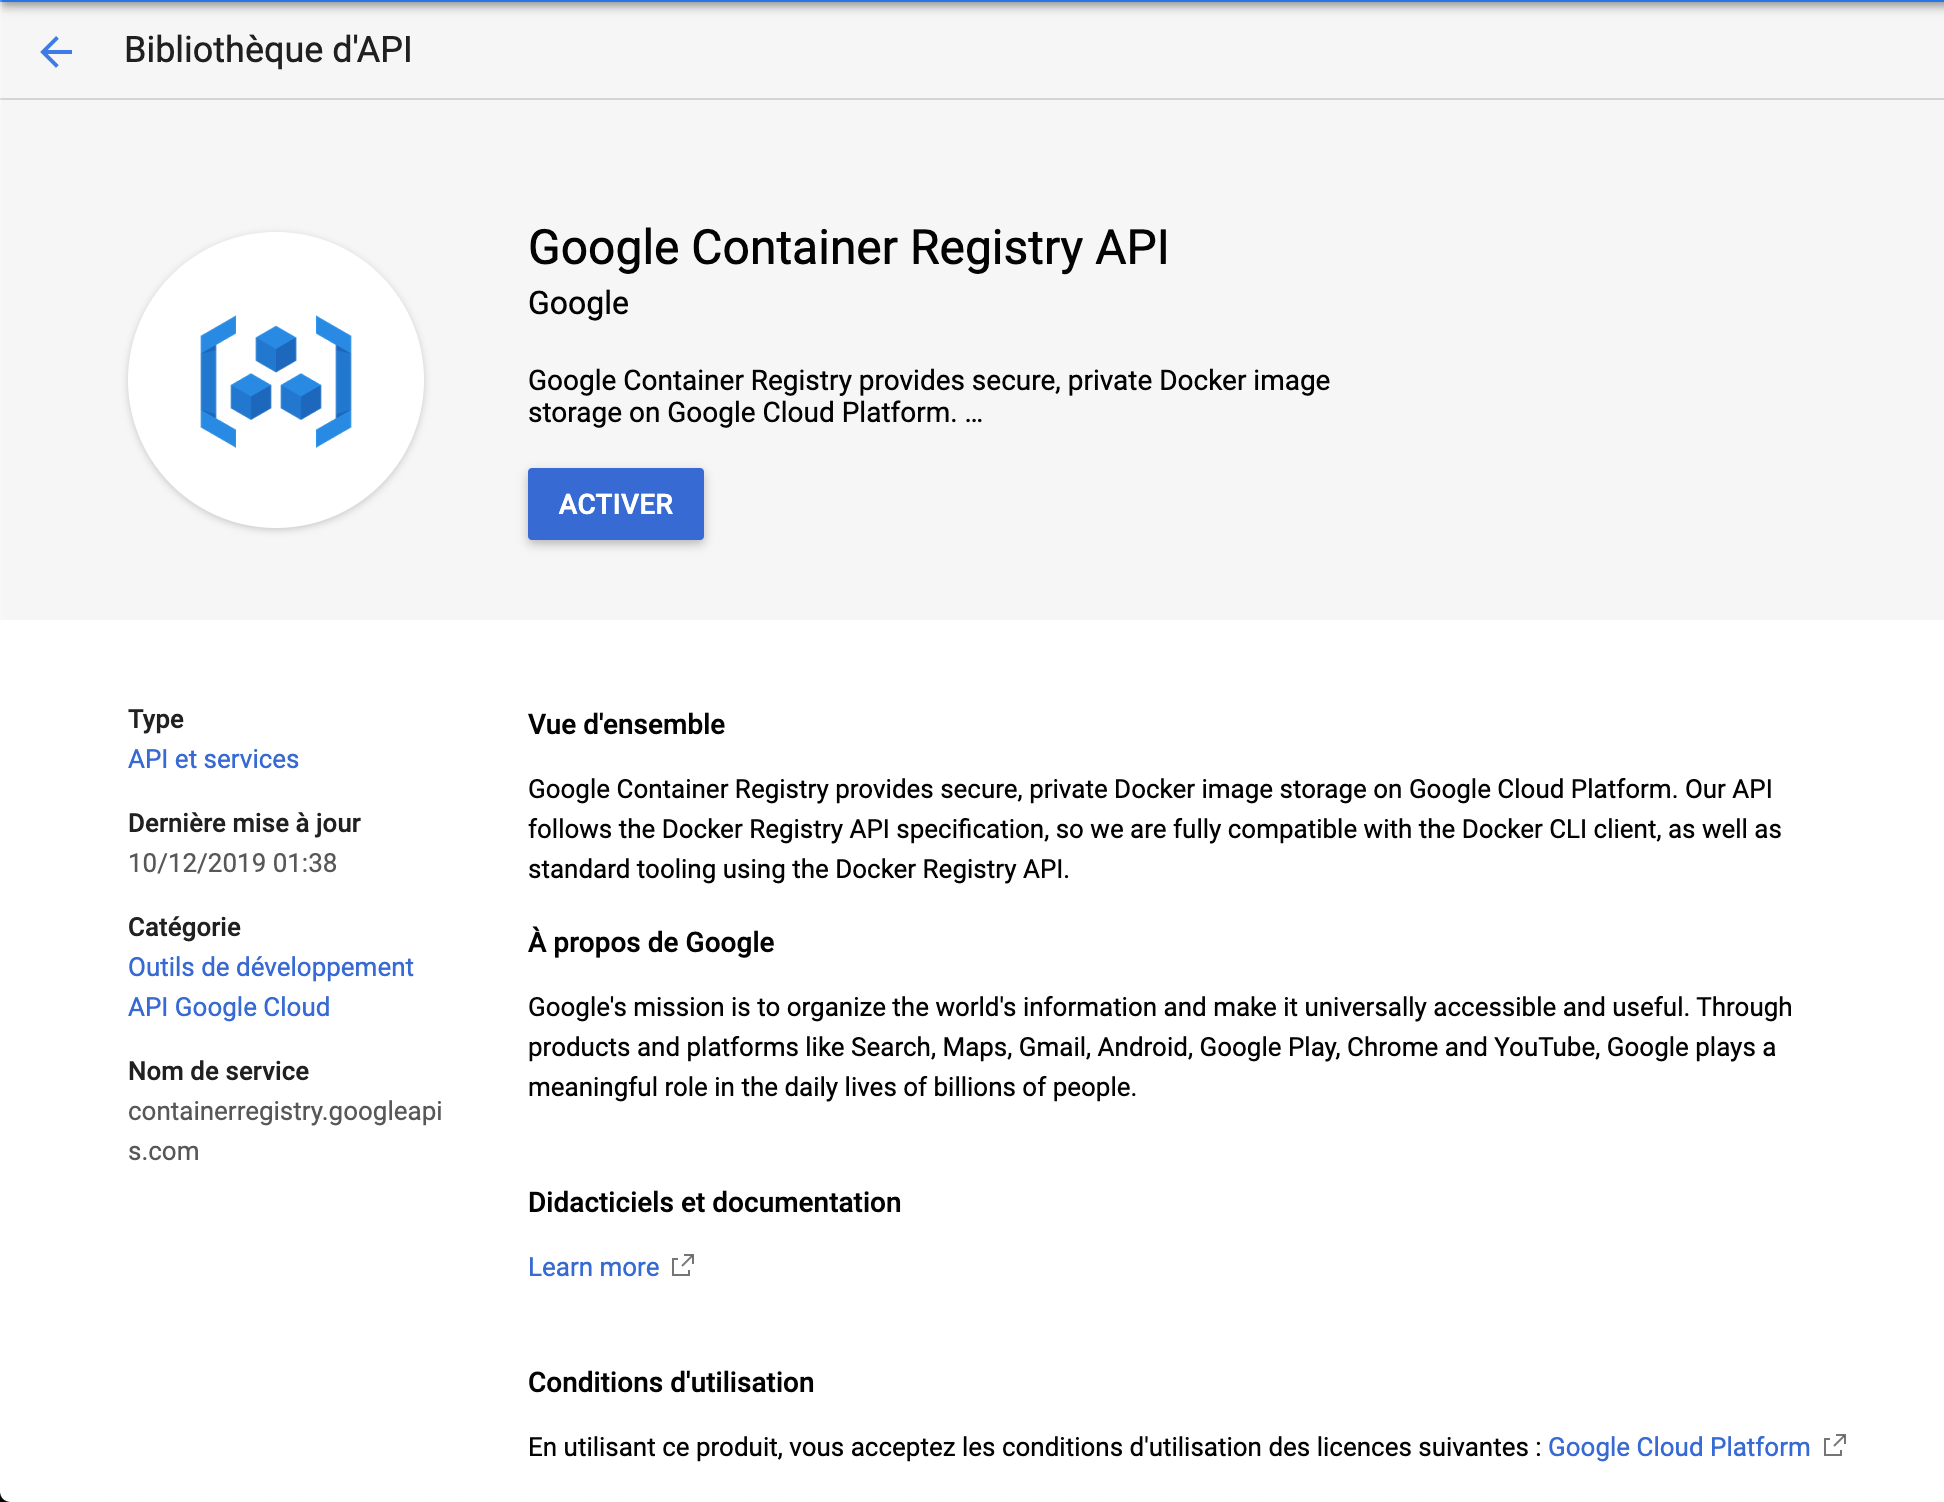 Bibliothèque d'API
Google Container Registry API
Google
Google Container Registry provides secure, private Docker image
storage on Google Cloud Platform. ...
ACTIVER
Type
API et services
Dernière mise à jour
10/12/2019 01:38
Catégorie
Outils de développement
API Google Cloud
Nom de service
containerregistry.googleapi
s.com
Vue d'ensemble
Google Container Registry provides secure, private Docker image storage on Google Cloud Platform. Our API
follows the Docker Registry API specification, so we are fully compatible with the Docker CLI client, as well as
standard tooling using the Docker Registry API.
À propos de Google
Google's mission is to organize the world's information and make it universally accessible and useful. Through
products and platforms like Search, Maps, Gmail, Android, Google Play, Chrome and YouTube, Google plays a
meaningful role in the daily lives of billions of people.
Didacticiels et documentation
Learn more
Conditions d'utilisation
En utilisant ce produit, vous acceptez les conditions d'utilisation des licences suivantes : Google Cloud Platform